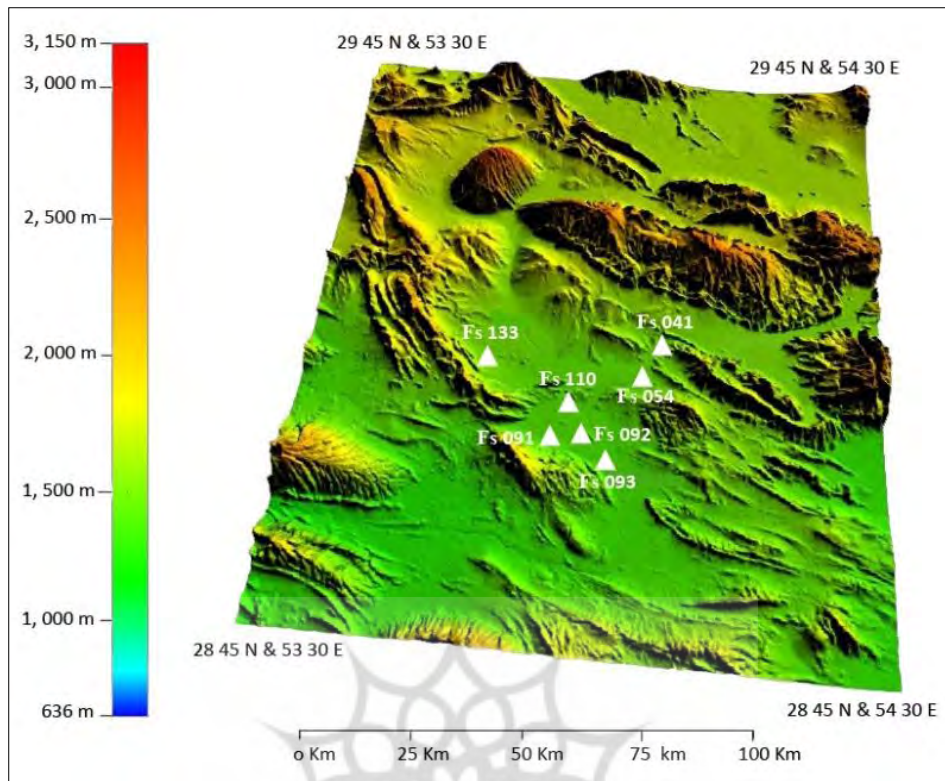 29 45 N & 53 30 E
29 45 N & 54 30 E
3, 150 m
3, 000 m
2, 500 m
2, 000 m
1, 500 m
1, 000 m
636 m
Fs 133
Fs 041
Fs 110
Fs 054
Fs 091
Fs 092
Fs 093
28 45 N & 53 30 E
28 45 N & 54 30 E
0 Km 25 Km 50 Km 75 km 100 Km